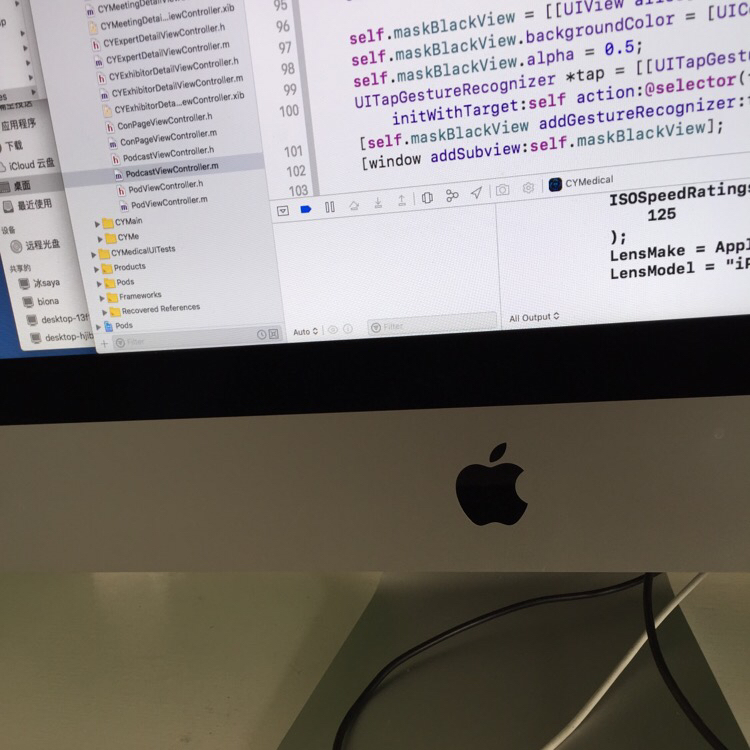 CYMeetingDetai...iewController.xib
CYExpertDetailViewController.h
CYExpertDetailViewController.m
CYExhibitorDetailViewController.h
CYExhibitorDetailViewController.m
CYExhibitorDeta...ewController.xib
ConPageViewController.h
ConPageViewController.m
PodcastViewController.h
PodcastViewController.m
PodViewController.h
PodViewController.m
CYMain
CYMe
CYMedicalUITests
Products
Pods
Frameworks
Recovered References
Pods
Filter
应用程序
下载
iCloud 云盘
桌面
最近使用
设备
远程光盘
共享的
冰saya
biona
95
96
97
98
99
100
101
102
103
self.maskBlackView = [[UIView
self.maskBlackView.backgroundColor = [UIC
self.maskBlackView.alpha = 0.5;
UITapGestureRecognizer *tap = [[UITapGest
initWithTarget:self action:@selector(
[self.maskBlackView addGestureRecognizer:
[window addSubview:self.maskBlackView];
CYMedical
ISOSpeedRatings
125
);
LensMake = Appl
LensModel = "iP
Auto
Filter
All Output